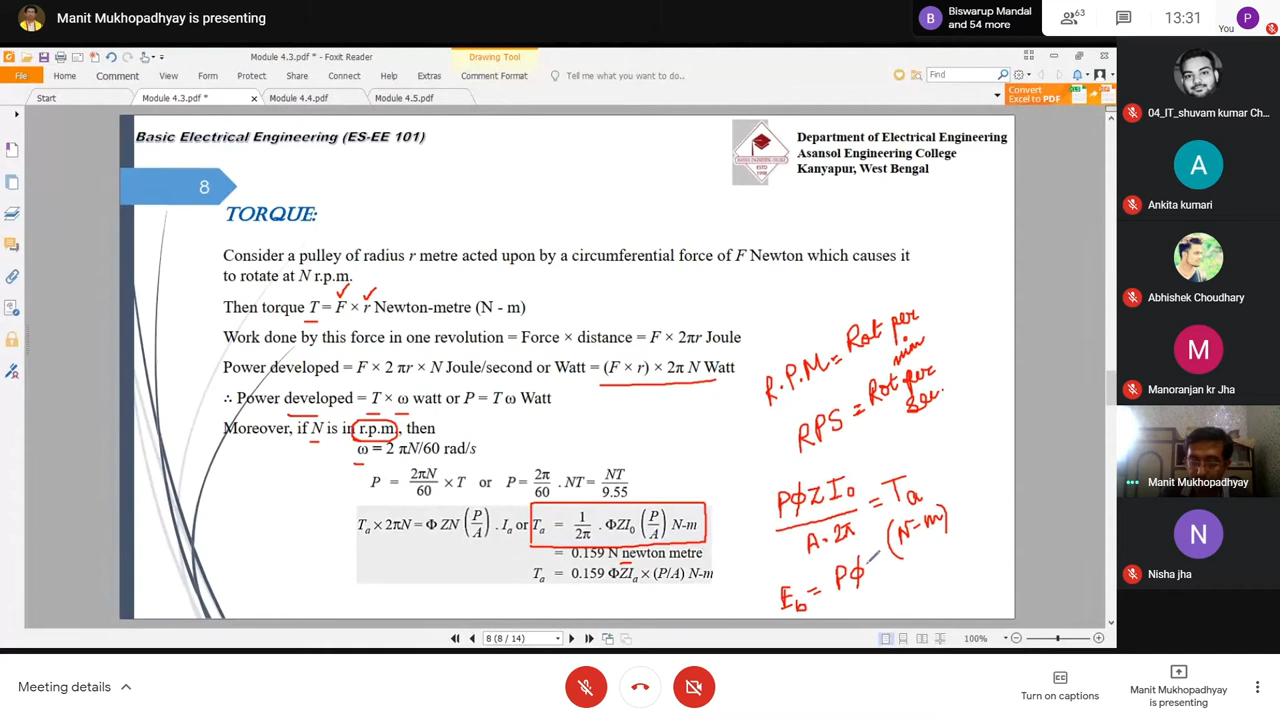 Manit Mukhopadhyay is presenting
B
Biswarup Mandal
and 54 more
63
13:31
You
P
Module 4.3.pdf * - Foxit Reader
Drawing Tool
File
Home
Comment
View
Form
Protect
Share
Connect
Help
Extras
Comment Format
Tell me what you want to do...
Find
Start
Module 4.3.pdf *
Module 4.4.pdf
Module 4.5.pdf
Convert
Excel to PDF
Basic Electrical Engineering (ES-EE 101)
Department of Electrical Engineering
Asansol Engineering College
Kanyapur, West Bengal
8
TORQUE:
Consider a pulley of radius r metre acted upon by a circumferential force of F Newton which causes it
to rotate at N r.p.m.
Then torque T = F × r Newton-metre (N - m)
Work done by this force in one revolution = Force × distance = F × 2πr Joule
Power developed = F × 2 πr × N Joule/second or Watt = (F × r) × 2π N Watt
∴ Power developed = T × ω watt or P = T ω Watt
Moreover, if N is in r.p.m., then
ω = 2 πN/60 rad/s
P = 2πN/60 × T or P = 2π/60 . NT = NT/9.55
Ta × 2πN = Φ ZN (P/A) . Ia or Ta = 1/2π . ΦZI0 (P/A) N-m
= 0.159 N newton metre
Ta = 0.159 ΦZIa × (P/A) N-m
R.P.M = Rot per
min
RPS = Rot per
sec.
PφZI0 / A.2π = Ta
(N-m)
Eb = Pφ
8 (8 / 14)
100%
04_IT_shuvam kumar Ch...
A
Ankita kumari
Abhishek Choudhary
M
Manoranjan kr Jha
Manit Mukhopadhyay
N
Nisha jha
Meeting details
Turn on captions
Manit Mukhopadhyay
is presenting